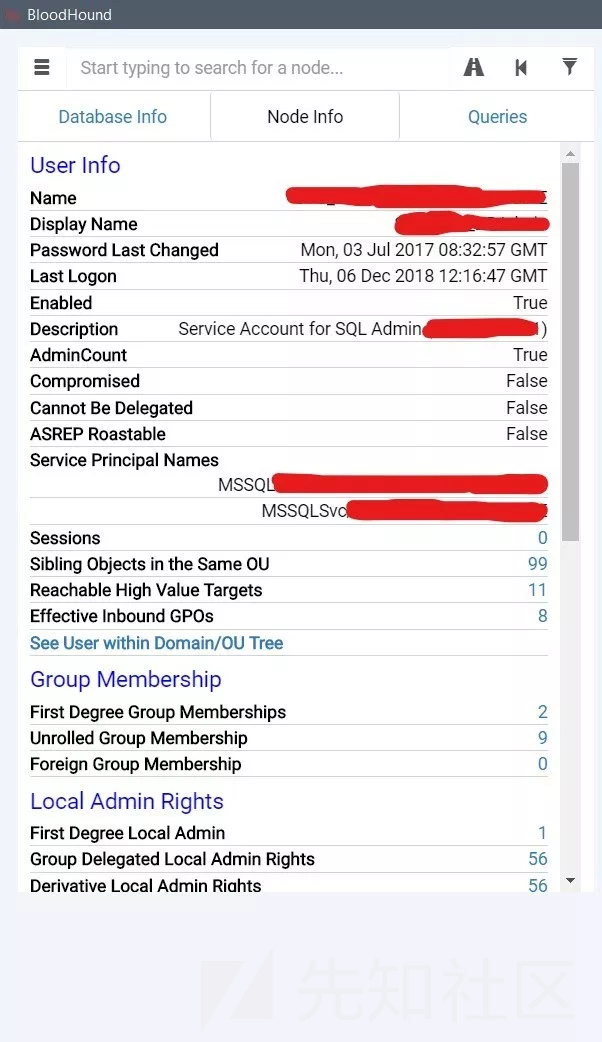 BloodHound
Start typing to search for a node...
Database Info Node Info Queries
User Info
Name
Display Name
Password Last Changed Mon, 03 Jul 2017 08:32:57 GMT
Last Logon Thu, 06 Dec 2018 12:16:47 GMT
Enabled True
Description Service Account for SQL Admin )
AdminCount True
Compromised False
Cannot Be Delegated False
ASREP Roastable False
Service Principal Names
MSSQL
MSSQLSvc
Sessions 0
Sibling Objects in the Same OU 99
Reachable High Value Targets 11
Effective Inbound GPOs 8
See User within Domain/OU Tree
Group Membership
First Degree Group Memberships 2
Unrolled Group Membership 9
Foreign Group Membership 0
Local Admin Rights
First Degree Local Admin 1
Group Delegated Local Admin Rights 56
Derivative Local Admin Rights 56
先知社区